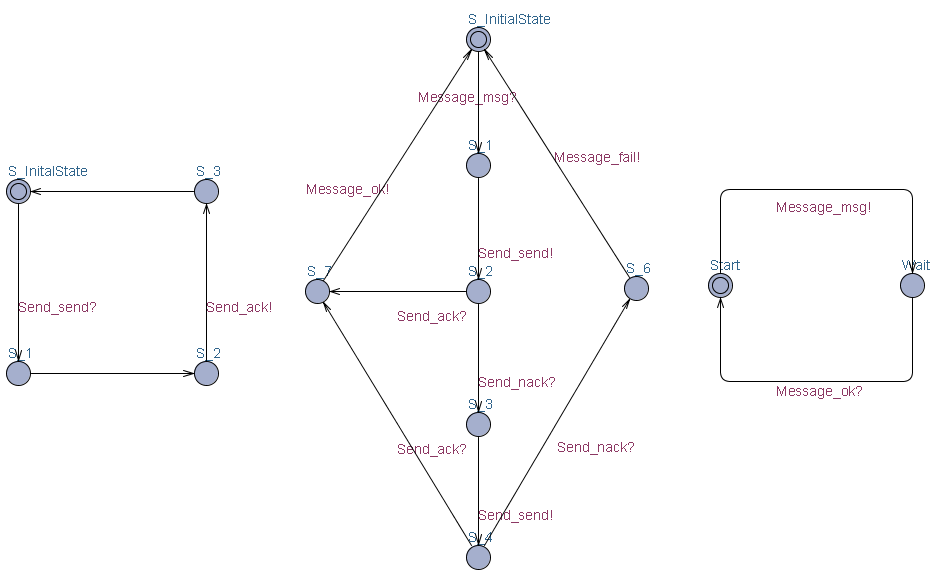 S_InitialState
Message_msg?
S_1
Message_fail!
S_InitalState
S_3
Message_ok!
Message_msg!
Send_send!
Start
Wait
S_7
S_2
S_6
Send_send?
Send_ack!
Send_ack?
S_1
S_2
Send_nack?
Message_ok?
S_3
Send_ack?
Send_nack?
Send_send!
S_4